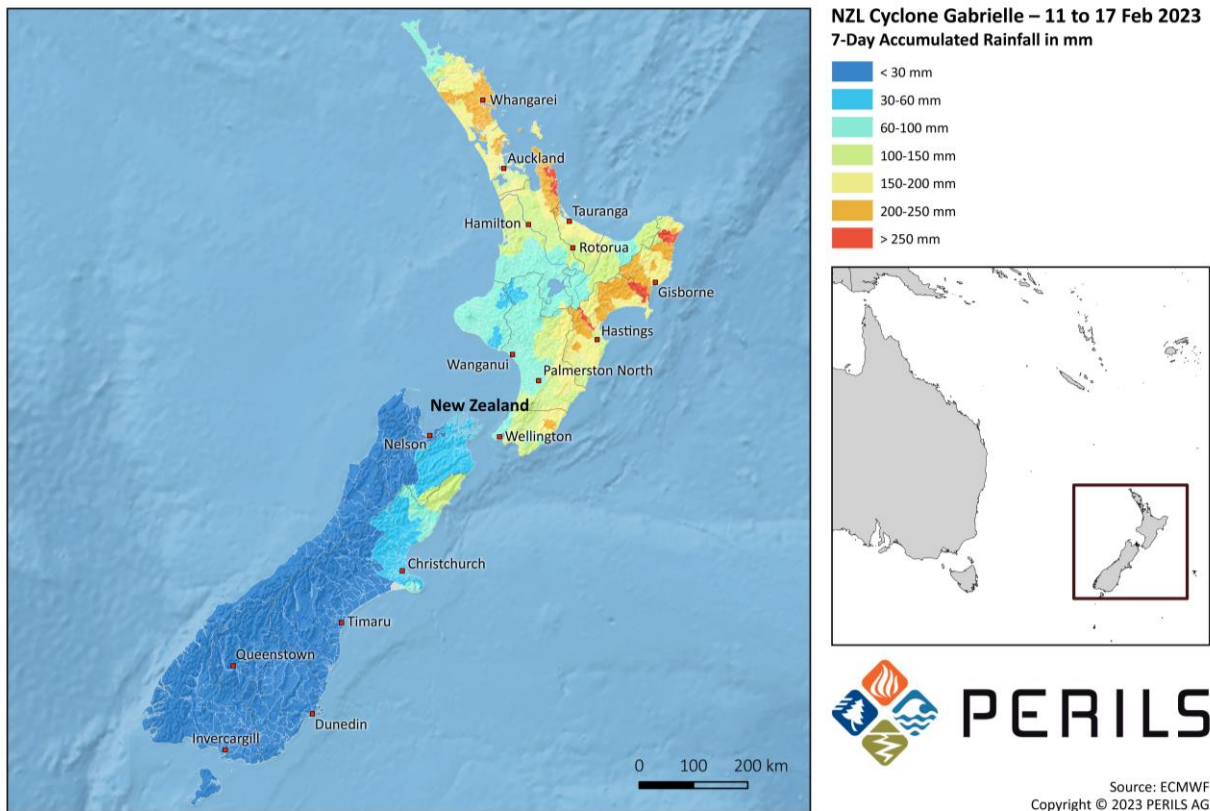 NZL Cyclone Gabrielle – 11 to 17 Feb 2023
7-Day Accumulated Rainfall in mm
< 30 mm
30-60 mm
60-100 mm
100-150 mm
150-200 mm
200-250 mm
> 250 mm
Whangarei
Auckland
Tauranga
Hamilton
Rotorua
Gisborne
Hastings
Wanganui
Palmerston North
New Zealand
Nelson
Wellington
Christchurch
Timaru
Queenstown
Dunedin
Invercargill
0 100 200 km
PERILS
Source: ECMWF
Copyright © 2023 PERILS AG